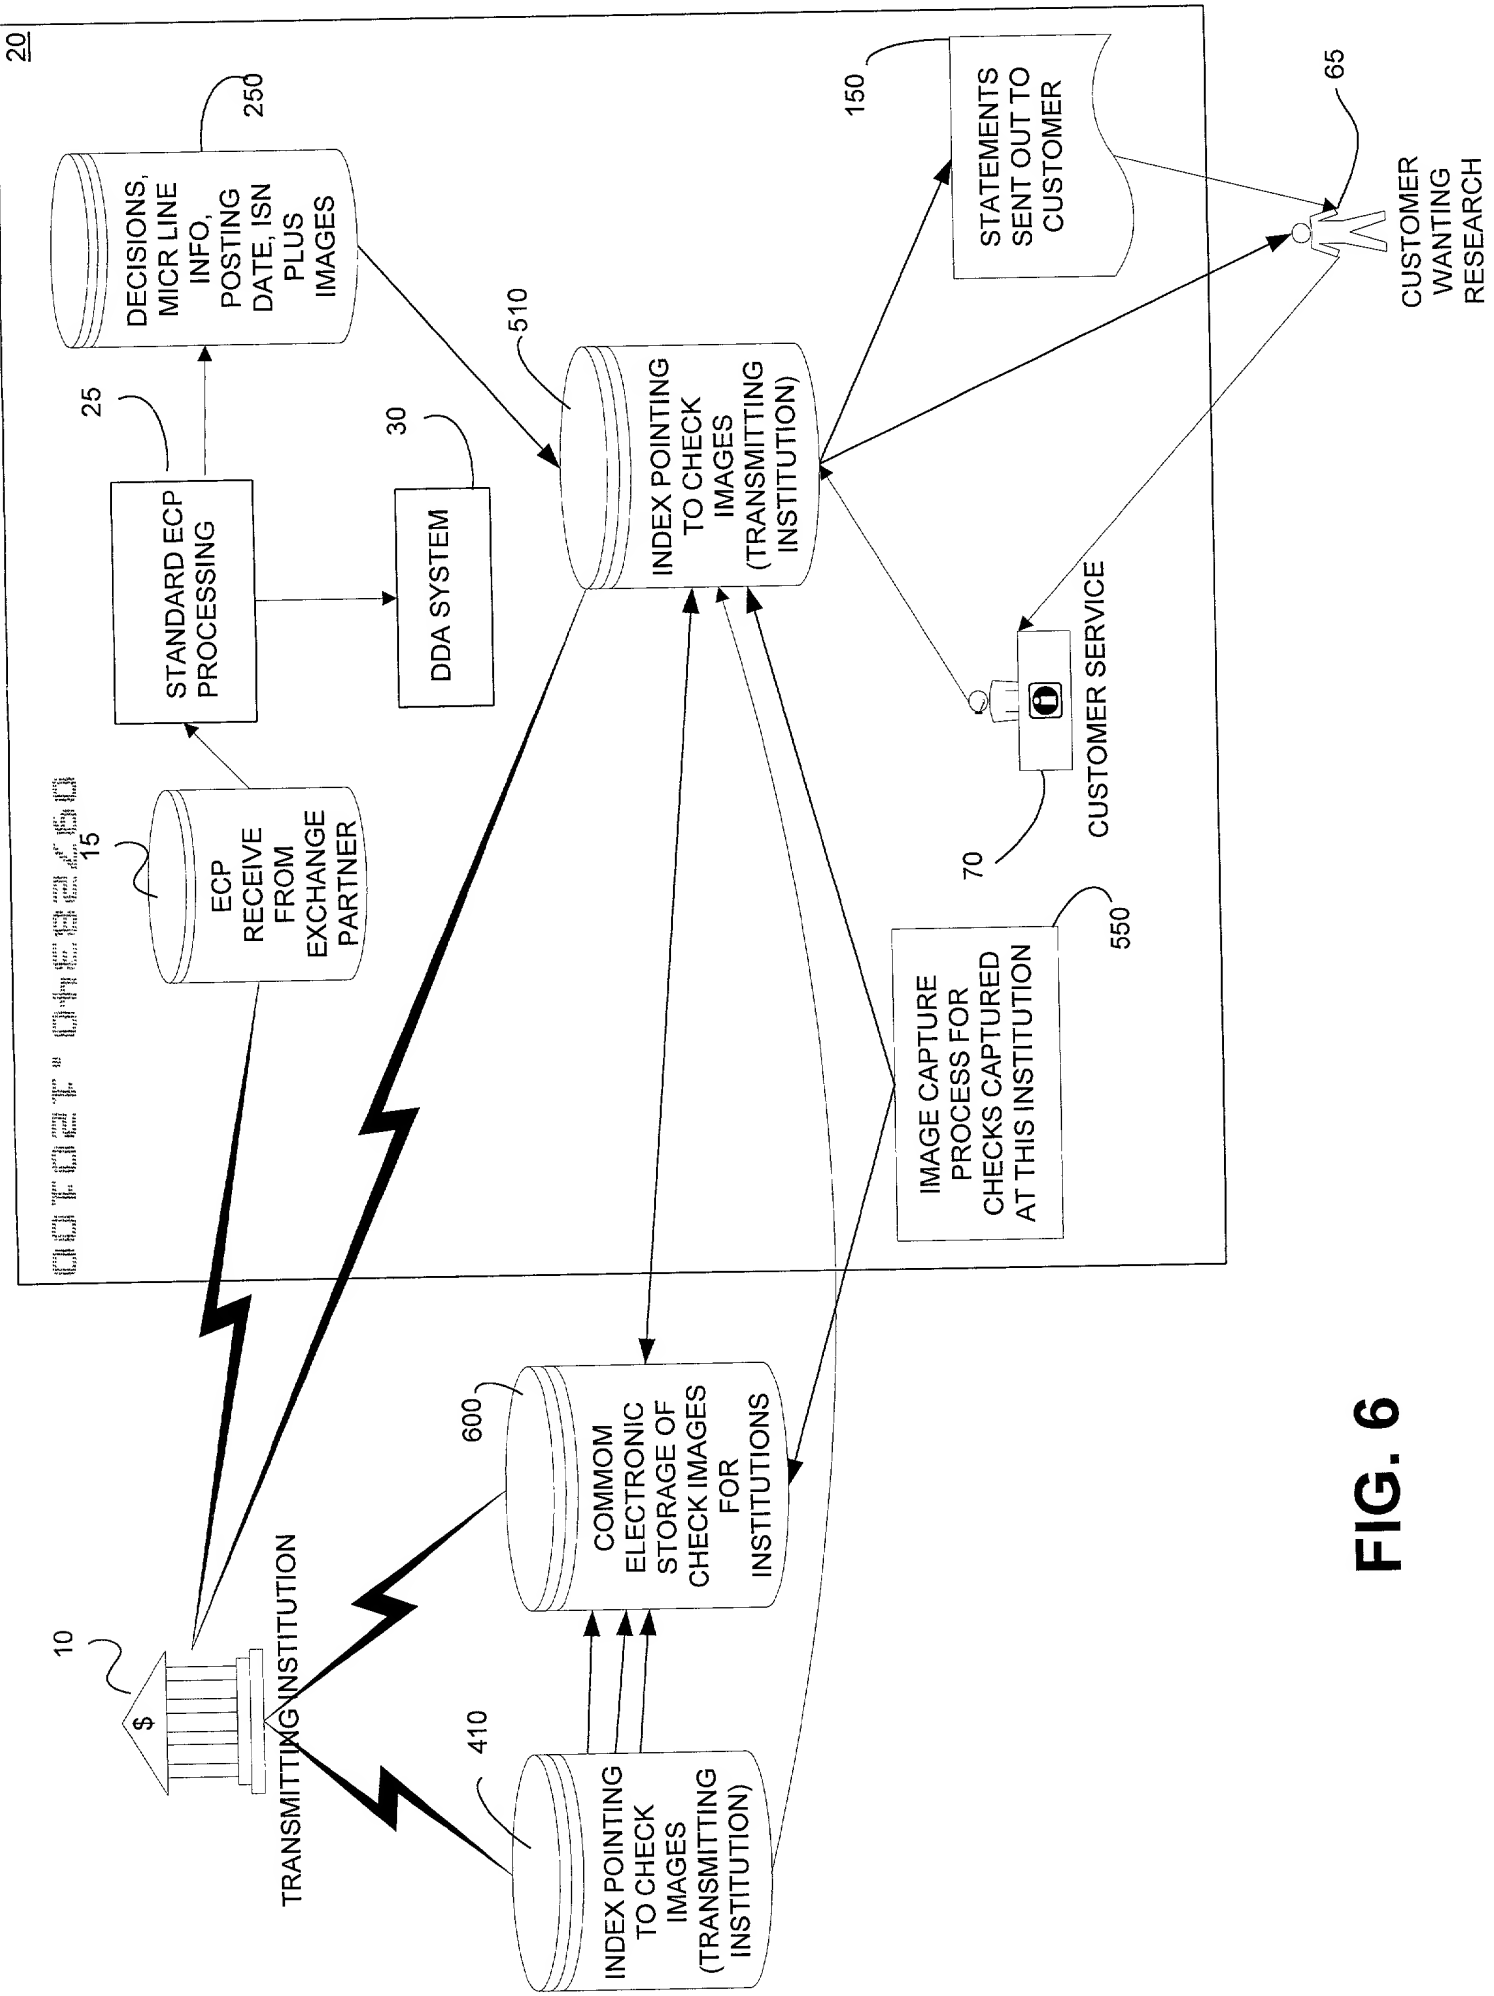 20
10
$
TRANSMITTING INSTITUTION
15
ECP
RECEIVE
FROM
EXCHANGE
PARTNER
25
STANDARD ECP
PROCESSING
250
DECISIONS,
MICR LINE
INFO,
POSTING
DATE, ISN
PLUS
IMAGES
30
DDA SYSTEM
410
INDEX POINTING
TO CHECK
IMAGES
(TRANSMITTING
INSTITUTION)
600
COMMOM
ELECTRONIC
STORAGE OF
CHECK IMAGES
FOR
INSTITUTIONS
510
INDEX POINTING
TO CHECK
IMAGES
(TRANSMITTING
INSTITUTION)
550
IMAGE CAPTURE
PROCESS FOR
CHECKS CAPTURED
AT THIS INSTITUTION
70
CUSTOMER SERVICE
150
STATEMENTS
SENT OUT TO
CUSTOMER
65
CUSTOMER
WANTING
RESEARCH
FIG. 6